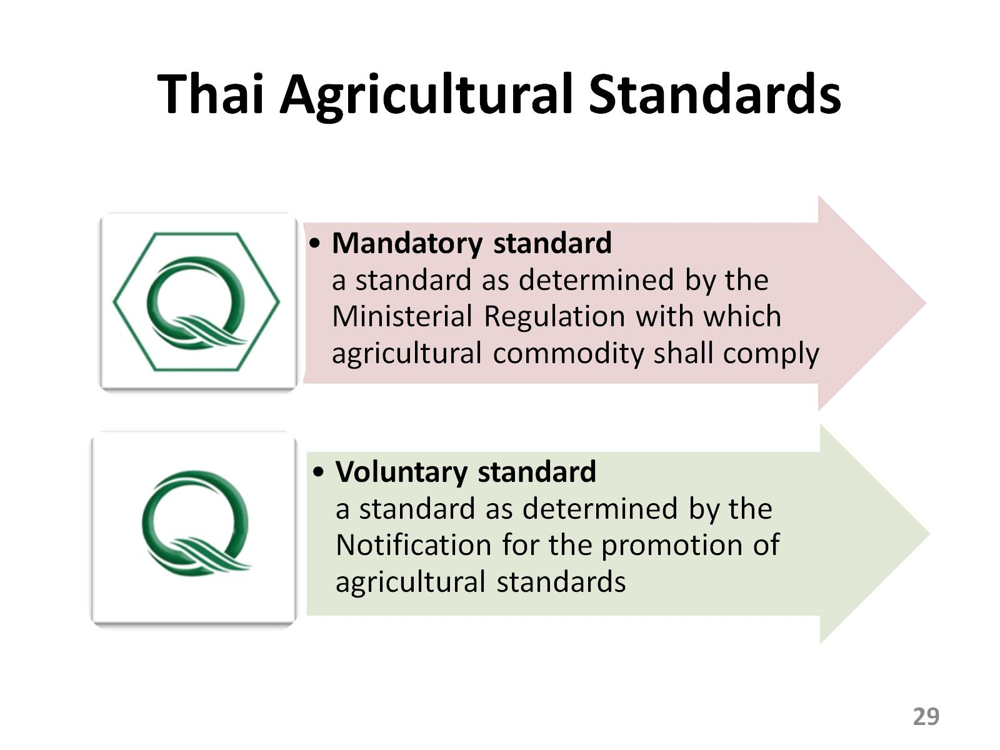 Thai Agricultural Standards
• Mandatory standard
a standard as determined by the
Ministerial Regulation with which
agricultural commodity shall comply
• Voluntary standard
a standard as determined by the
Notification for the promotion of
agricultural standards
29